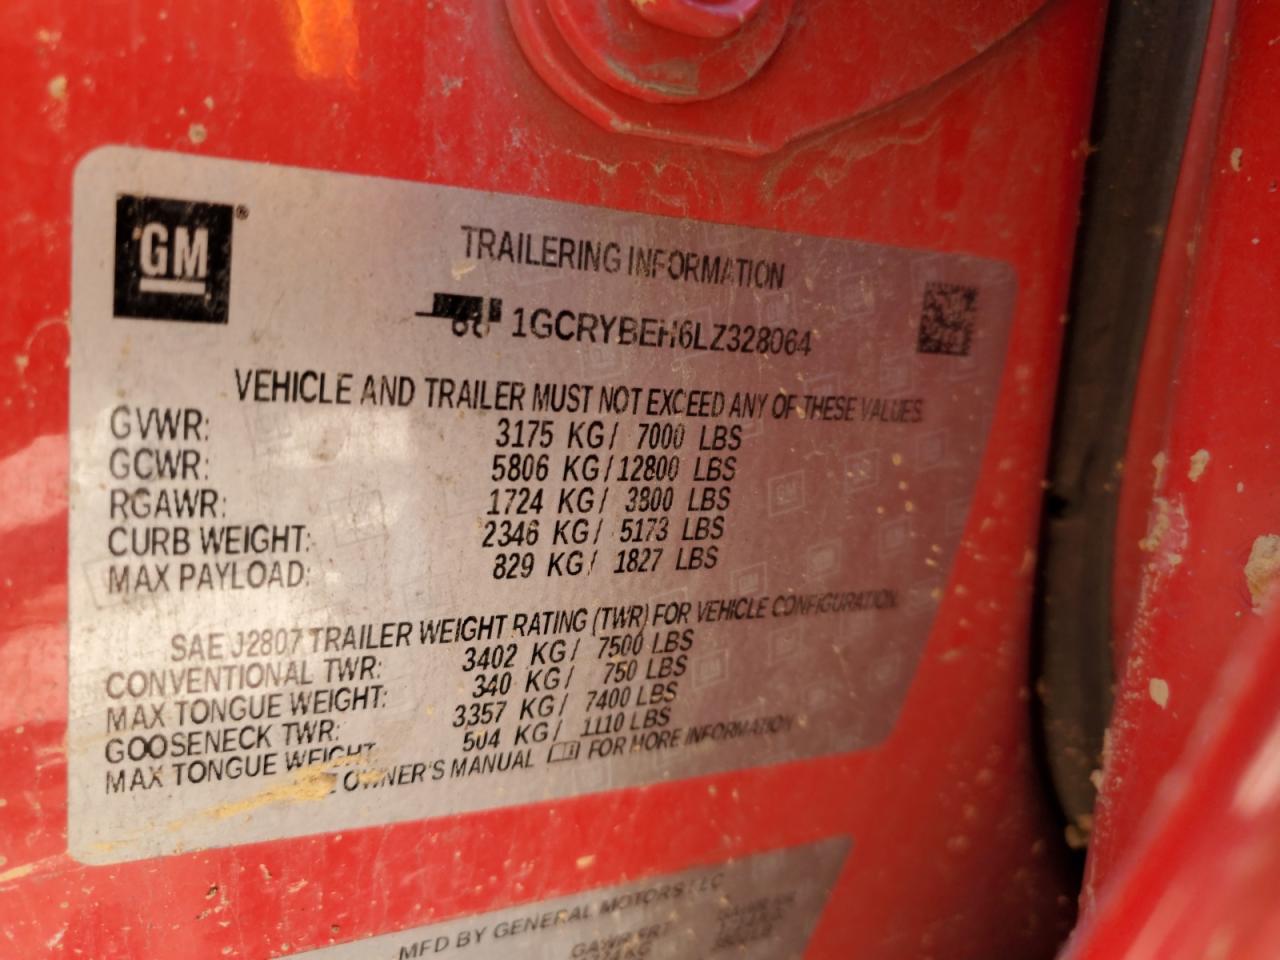 GM®
TRAILERING INFORMATION
1GCRYBEH6LZ328064
VEHICLE AND TRAILER MUST NOT EXCEED ANY OF THESE VALUES
GVWR: 3175 KG/ 7000 LBS
GCWR: 5806 KG/12800 LBS
RGAWR: 1724 KG/ 3800 LBS
CURB WEIGHT: 2346 KG/ 5173 LBS
MAX PAYLOAD: 829 KG/ 1827 LBS
SAE J2807 TRAILER WEIGHT RATING (TWR) FOR VEHICLE CONFIGURATION
CONVENTIONAL TWR: 3402 KG/ 7500 LBS
MAX TONGUE WEIGHT: 340 KG/ 750 LBS
GOOSENECK TWR: 3357 KG/ 7400 LBS
MAX TONGUE WEIGHT 504 KG/ 1110 LBS
OWNER'S MANUAL FOR MORE INFORMATION
MFD BY GENERAL MOTORS LLC
GAWR FRT